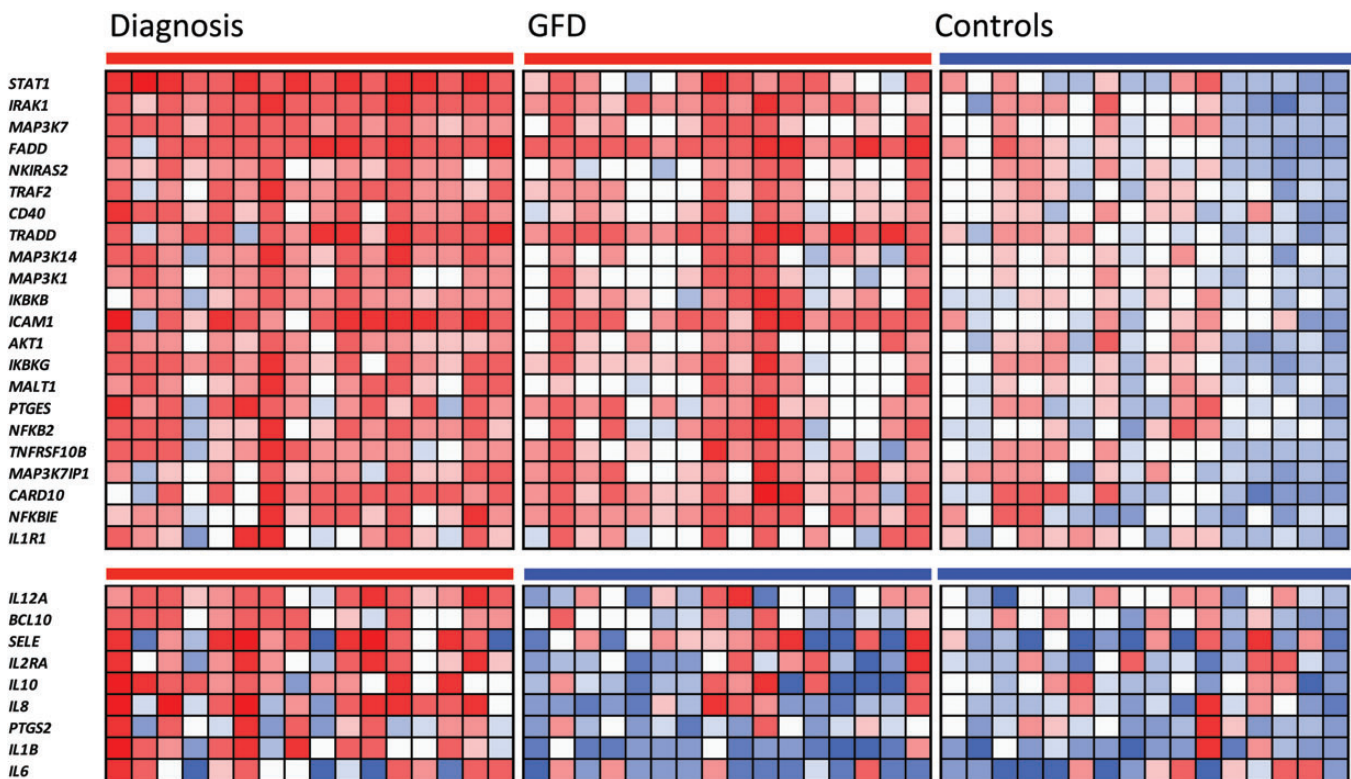 Diagnosis GFD Controls
STAT1
IRAK1
MAP3K7
FADD
NKIRAS2
TRAF2
CD40
TRADD
MAP3K14
MAP3K1
IKBKB
ICAM1
AKT1
IKBKG
MALT1
PTGES
NFKB2
TNFRSF10B
MAP3K7IP1
CARD10
NFKBIE
IL1R1
IL12A
BCL10
SELE
IL2RA
IL10
IL8
PTGS2
IL1B
IL6